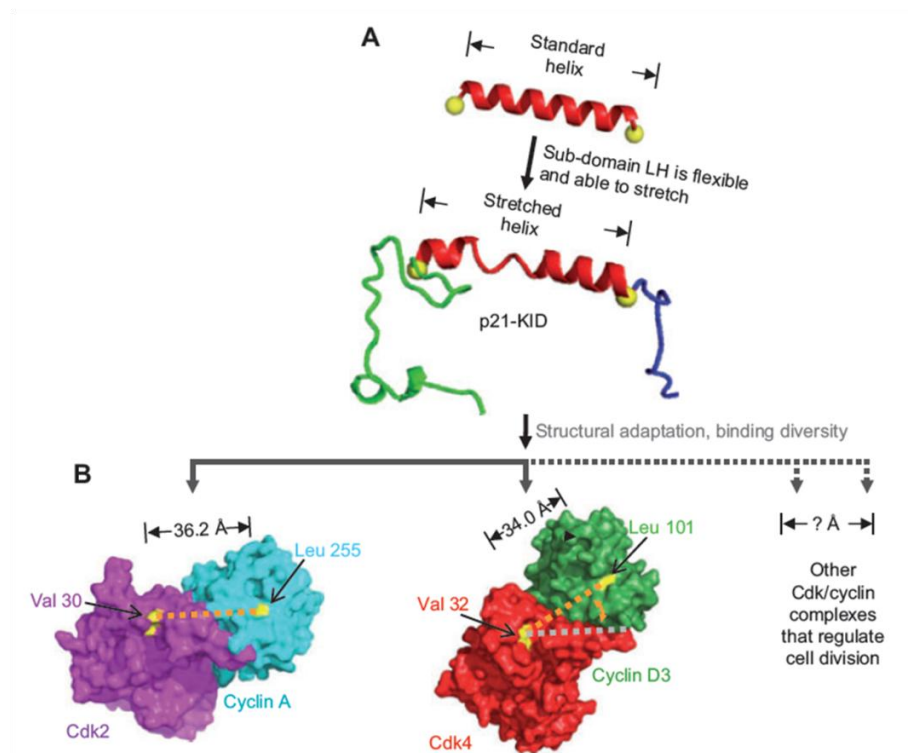 A
Standard
helix
Sub-domain LH is flexible
and able to stretch
Stretched
helix
p21-KID
Structural adaptation, binding diversity
B
36.2 Å
Leu 255
Val 30
Cyclin A
Cdk2
34.0 Å
Leu 101
Val 32
Cyclin D3
Cdk4
? Å
Other
Cdk/cyclin
complexes
that regulate
cell division